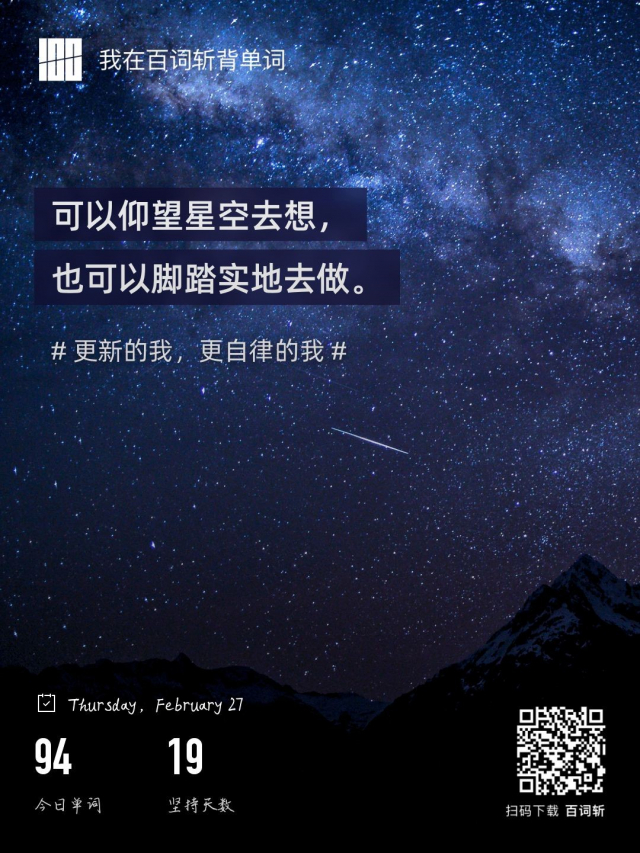 100 我在百词斩背单词
可以仰望星空去想，
也可以脚踏实地去做。
# 更新的我，更自律的我 #
Thursday, February 27
94 19
今日单词 坚持天数
扫码下载 百词斩